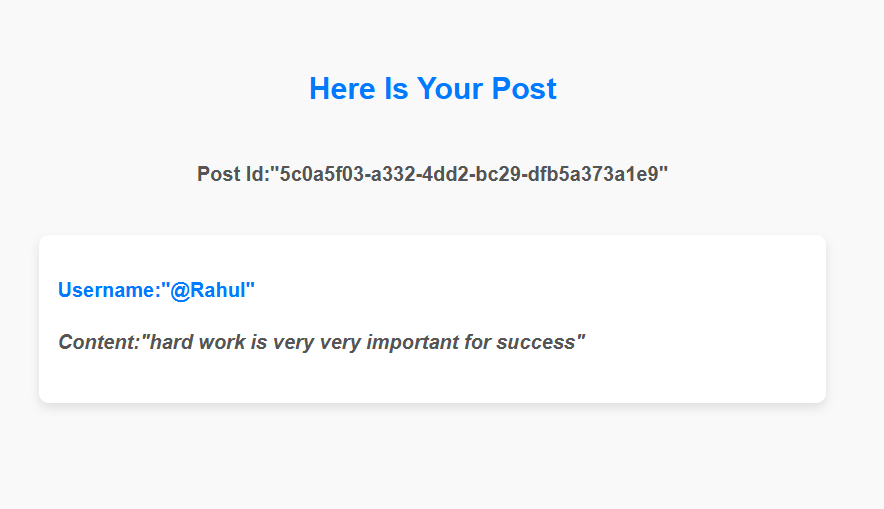 Here Is Your Post
Post Id:"5c0a5f03-a332-4dd2-bc29-dfb5a373a1e9"
Username:"@Rahul"
Content:"hard work is very very important for success"